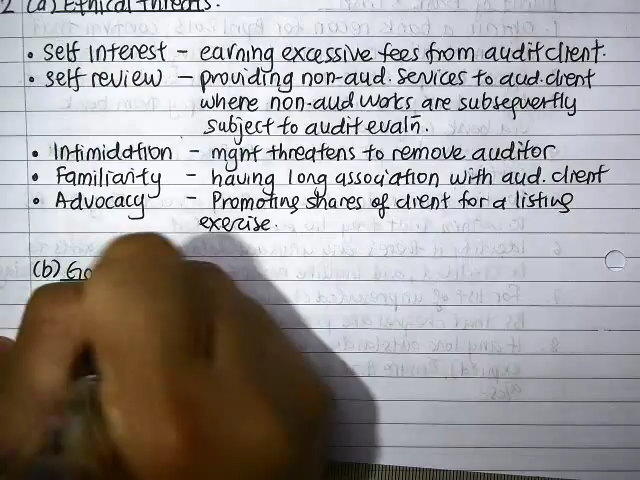 2 (a) Ethical threats.
• Self Interest – earning excessive fees from audit client.
• self review – providing non-aud. services to aud. client
where non-aud works are subsequently
subject to audit evaln.
• Intimidation – mgnt threatens to remove auditor
• Familiarity – having long association with aud. client
• Advocacy – Promoting shares of client for a listing
exercise.
(b)